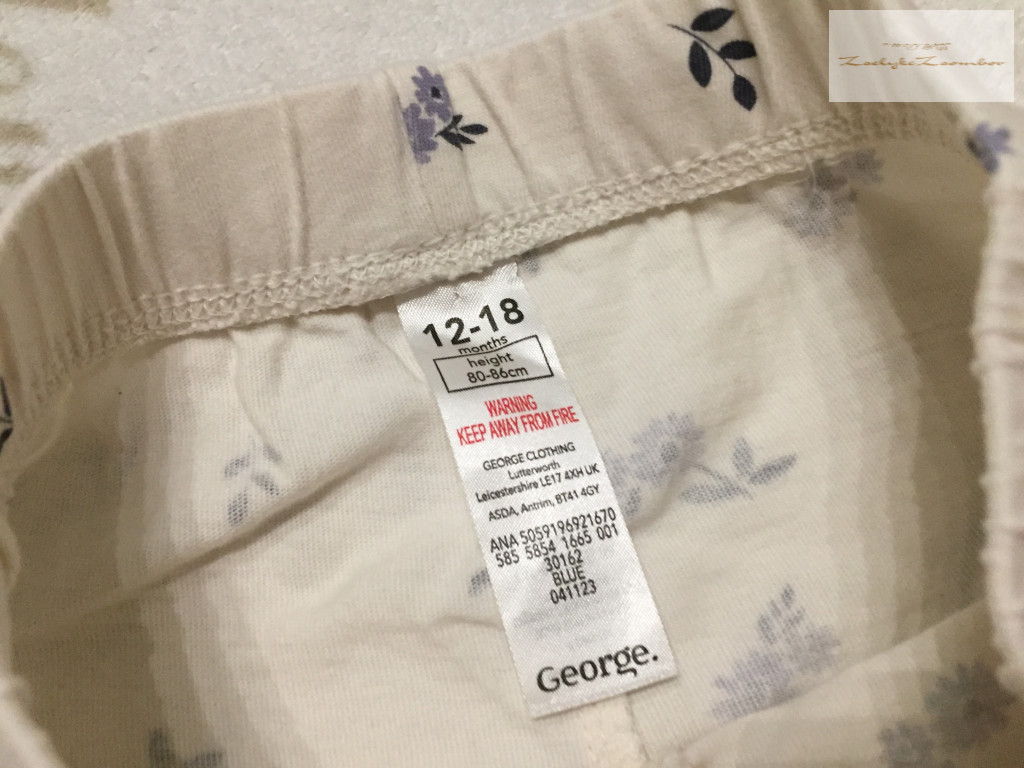 12-18
months
height
80-86cm
WARNING
KEEP AWAY FROM FIRE
GEORGE CLOTHING
Lutterworth
Leicestershire LE17 4XH UK
ASDA, Antrim, BT41 4GY
ANA 5059196921670
585 5854 1665 001
30162
BLUE
041123
George.